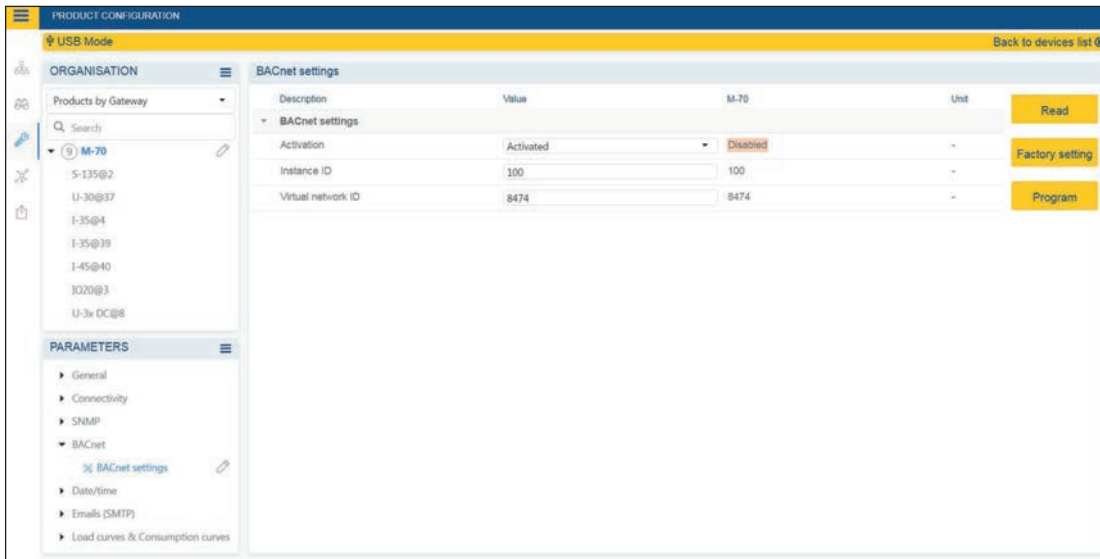 PRODUCT CONFIGURATION
USB Mode
Back to devices list
ORGANISATION
Products by Gateway
Search
9 M-70
S-135@2
U-30@37
I-35@4
I-35@39
I-45@40
JO20@3
U-3x DC@8
PARAMETERS
General
Connectivity
SNMP
BACnet
BACnet settings
Date/time
Emails (SMTP)
Load curves & Consumption curves
BACnet settings
Description Value M-70 Unit
BACnet settings
Activation Activated Disabled -
Instance ID 100 100 -
Virtual network ID 8474 8474 -
Read
Factory setting
Program